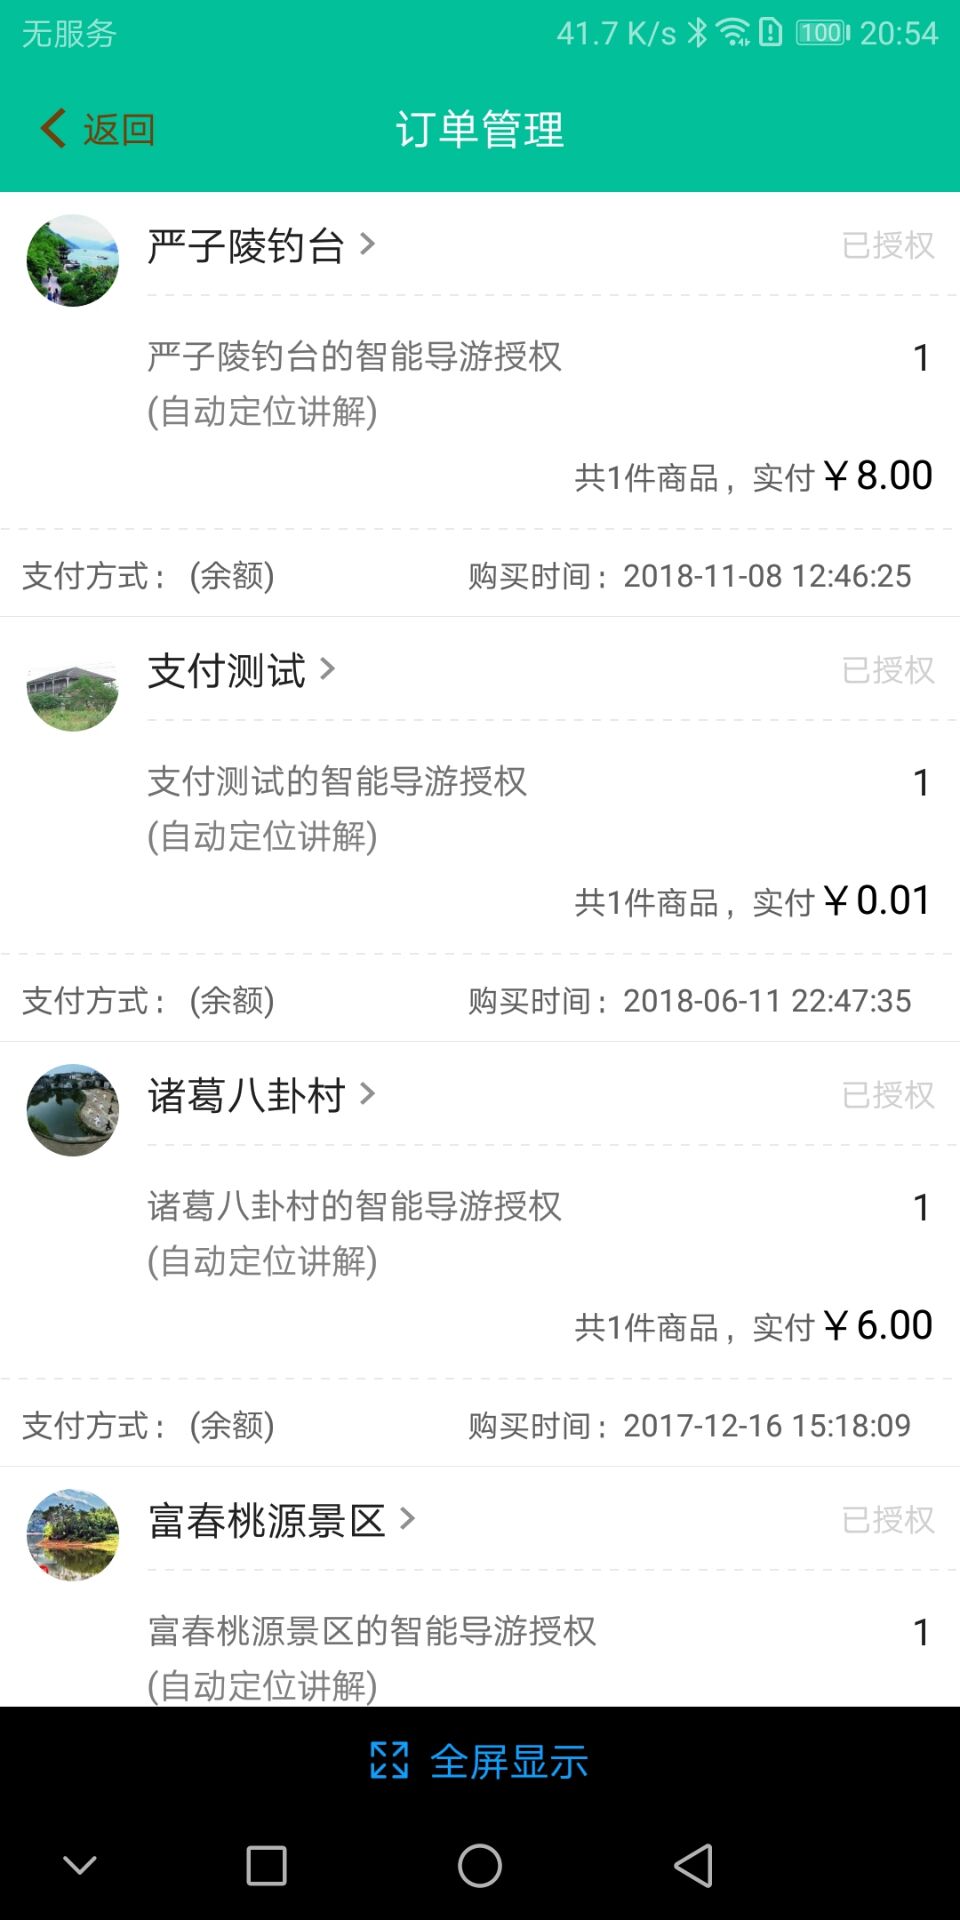 无服务 41.7 K/s 100 20:54
返回 订单管理
严子陵钓台 已授权
严子陵钓台的智能导游授权 1
(自动定位讲解)
共1件商品，实付￥8.00
支付方式：(余额) 购买时间：2018-11-08 12:46:25
支付测试 已授权
支付测试的智能导游授权 1
(自动定位讲解)
共1件商品，实付￥0.01
支付方式：(余额) 购买时间：2018-06-11 22:47:35
诸葛八卦村 已授权
诸葛八卦村的智能导游授权 1
(自动定位讲解)
共1件商品，实付￥6.00
支付方式：(余额) 购买时间：2017-12-16 15:18:09
富春桃源景区 已授权
富春桃源景区的智能导游授权 1
(自动定位讲解)
全屏显示